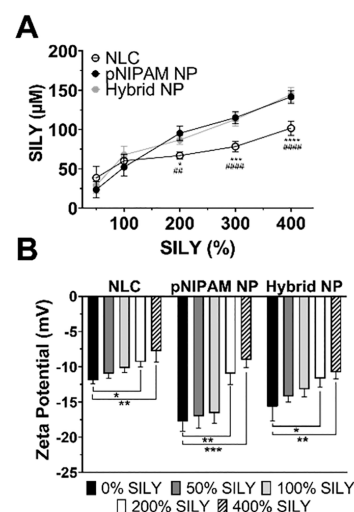 A
NLC
pNIPAM NP
Hybrid NP
SILY (µM)
200
150
100
50
0
* *** ****
## #### ####
100 200 300 400
SILY (%)
B
NLC pNIPAM NP Hybrid NP
Zeta Potential (mV)
0
-5
-10
-15
-20
-25
*
**
**
***
*
**
0% SILY 50% SILY 100% SILY
200% SILY 400% SILY